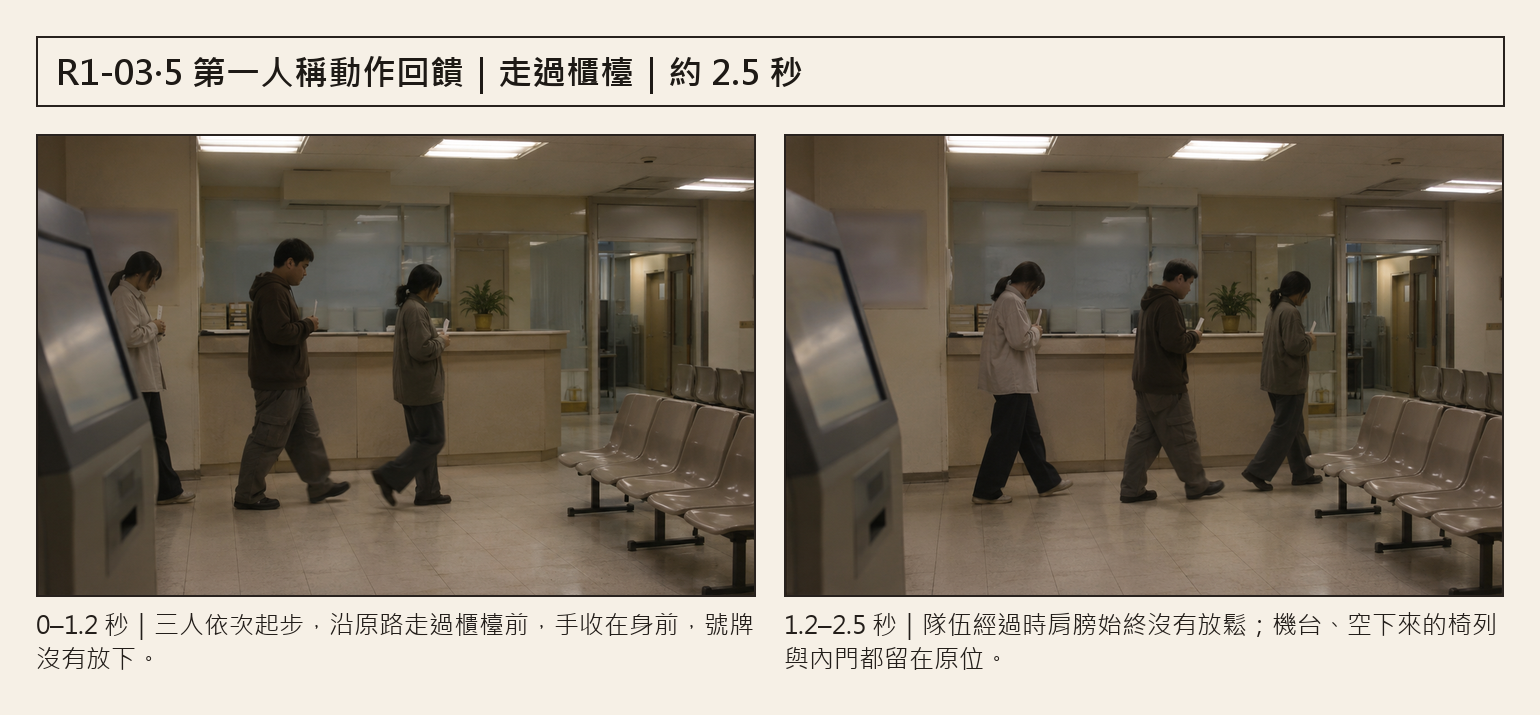 R1-03·5 第一人稱動作回饋｜走過櫃檯｜約 2.5 秒
0–1.2 秒｜三人依次起步，沿原路走過櫃檯前，手收在身前，號牌
沒有放下。
1.2–2.5 秒｜隊伍經過時肩膀始終沒有放鬆；機台、空下來的椅列
與內門都留在原位。